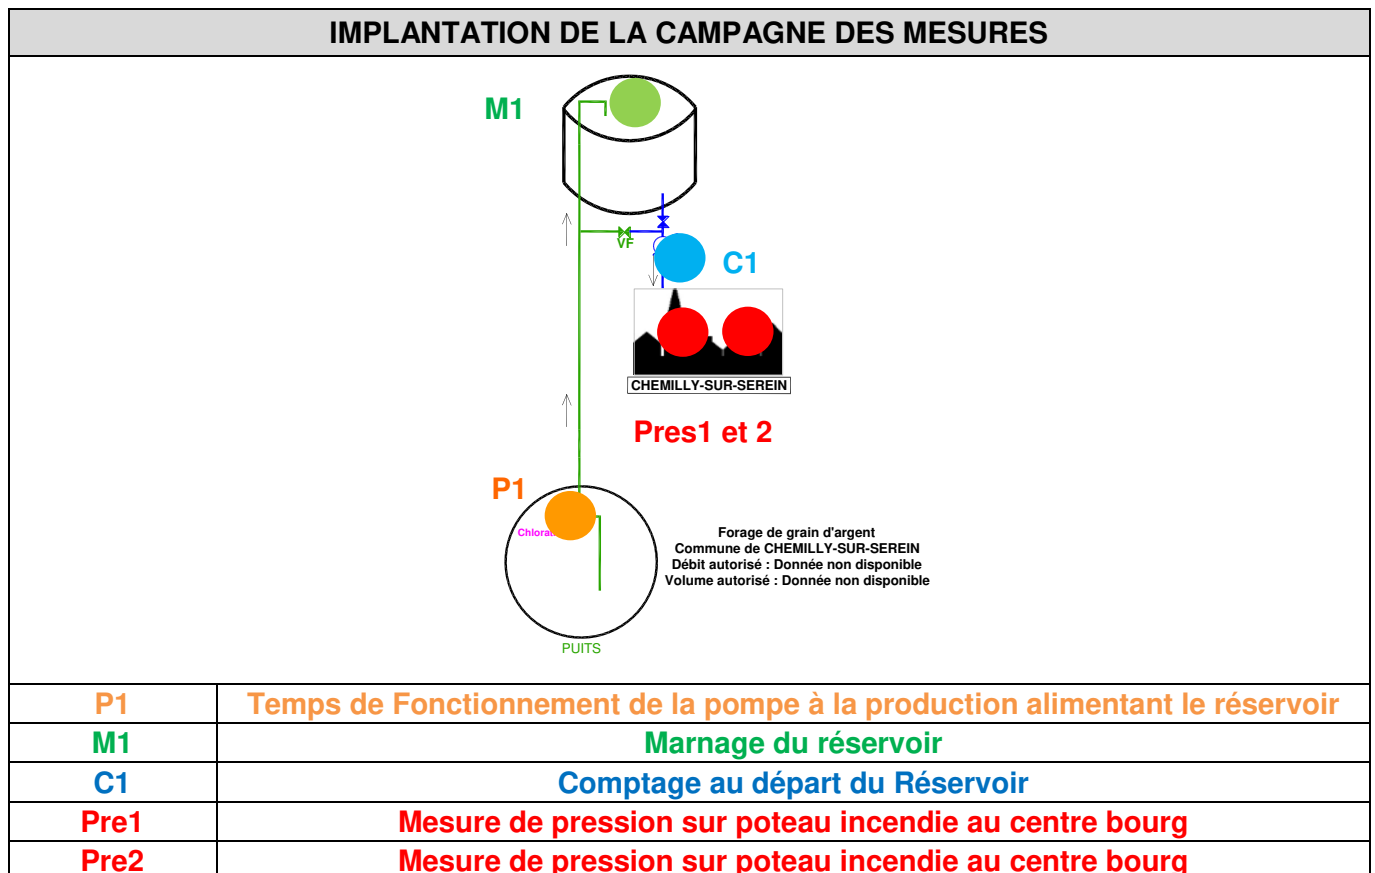 IMPLANTATION DE LA CAMPAGNE DES MESURES
M1
VF
C1
CHEMILLY-SUR-SEREIN
Pres1 et 2
P1
Forage de grain d'argent
Commune de CHEMILLY-SUR-SEREIN
Débit autorisé : Donnée non disponible
Volume autorisé : Donnée non disponible
PUITS
P1 Temps de Fonctionnement de la pompe à la production alimentant le réservoir
M1 Marnage du réservoir
C1 Comptage au départ du Réservoir
Pre1 Mesure de pression sur poteau incendie au centre bourg
Pre2 Mesure de pression sur poteau incendie au centre bourg